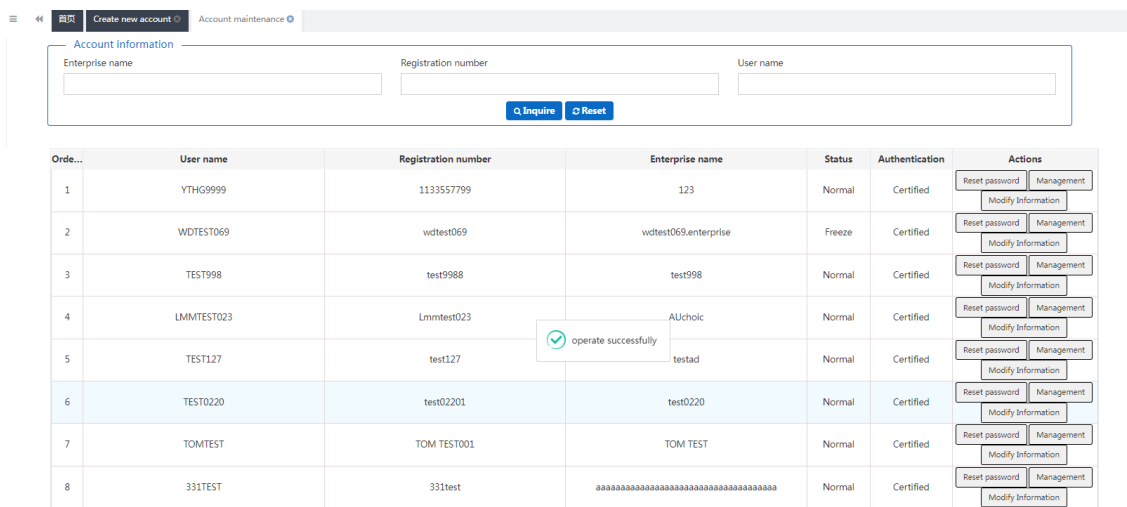 首页 Create new account Account maintenance
Account information
Enterprise name Registration number User name
Inquire Reset
Orde... User name Registration number Enterprise name Status Authentication Actions
1 YTHG9999 1133557799 123 Normal Certified Reset password Management
Modify Information
2 WDTEST069 wdtest069 wdtest069.enterprise Freeze Certified Reset password Management
Modify Information
3 TEST998 test9988 test998 Normal Certified Reset password Management
Modify Information
4 LMMTEST023 Lmmtest023 AUchoic Normal Certified Reset password Management
Modify Information
operate successfully
5 TEST127 test127 testad Normal Certified Reset password Management
Modify Information
6 TEST0220 test02201 test0220 Normal Certified Reset password Management
Modify Information
7 TOMTEST TOM TEST001 TOM TEST Normal Certified Reset password Management
Modify Information
8 331TEST 331test Normal Certified Reset password Management
Modify Information